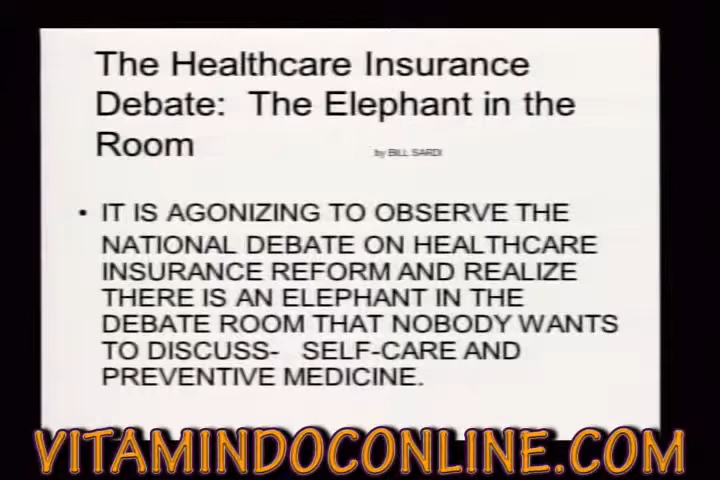 The Healthcare Insurance
Debate:  The Elephant in the
Room
by BILL SARDI
• IT IS AGONIZING TO OBSERVE THE
NATIONAL DEBATE ON HEALTHCARE
INSURANCE REFORM AND REALIZE
THERE IS AN ELEPHANT IN THE
DEBATE ROOM THAT NOBODY WANTS
TO DISCUSS-   SELF-CARE AND
PREVENTIVE MEDICINE.
VITAMINDOCONLINE.COM